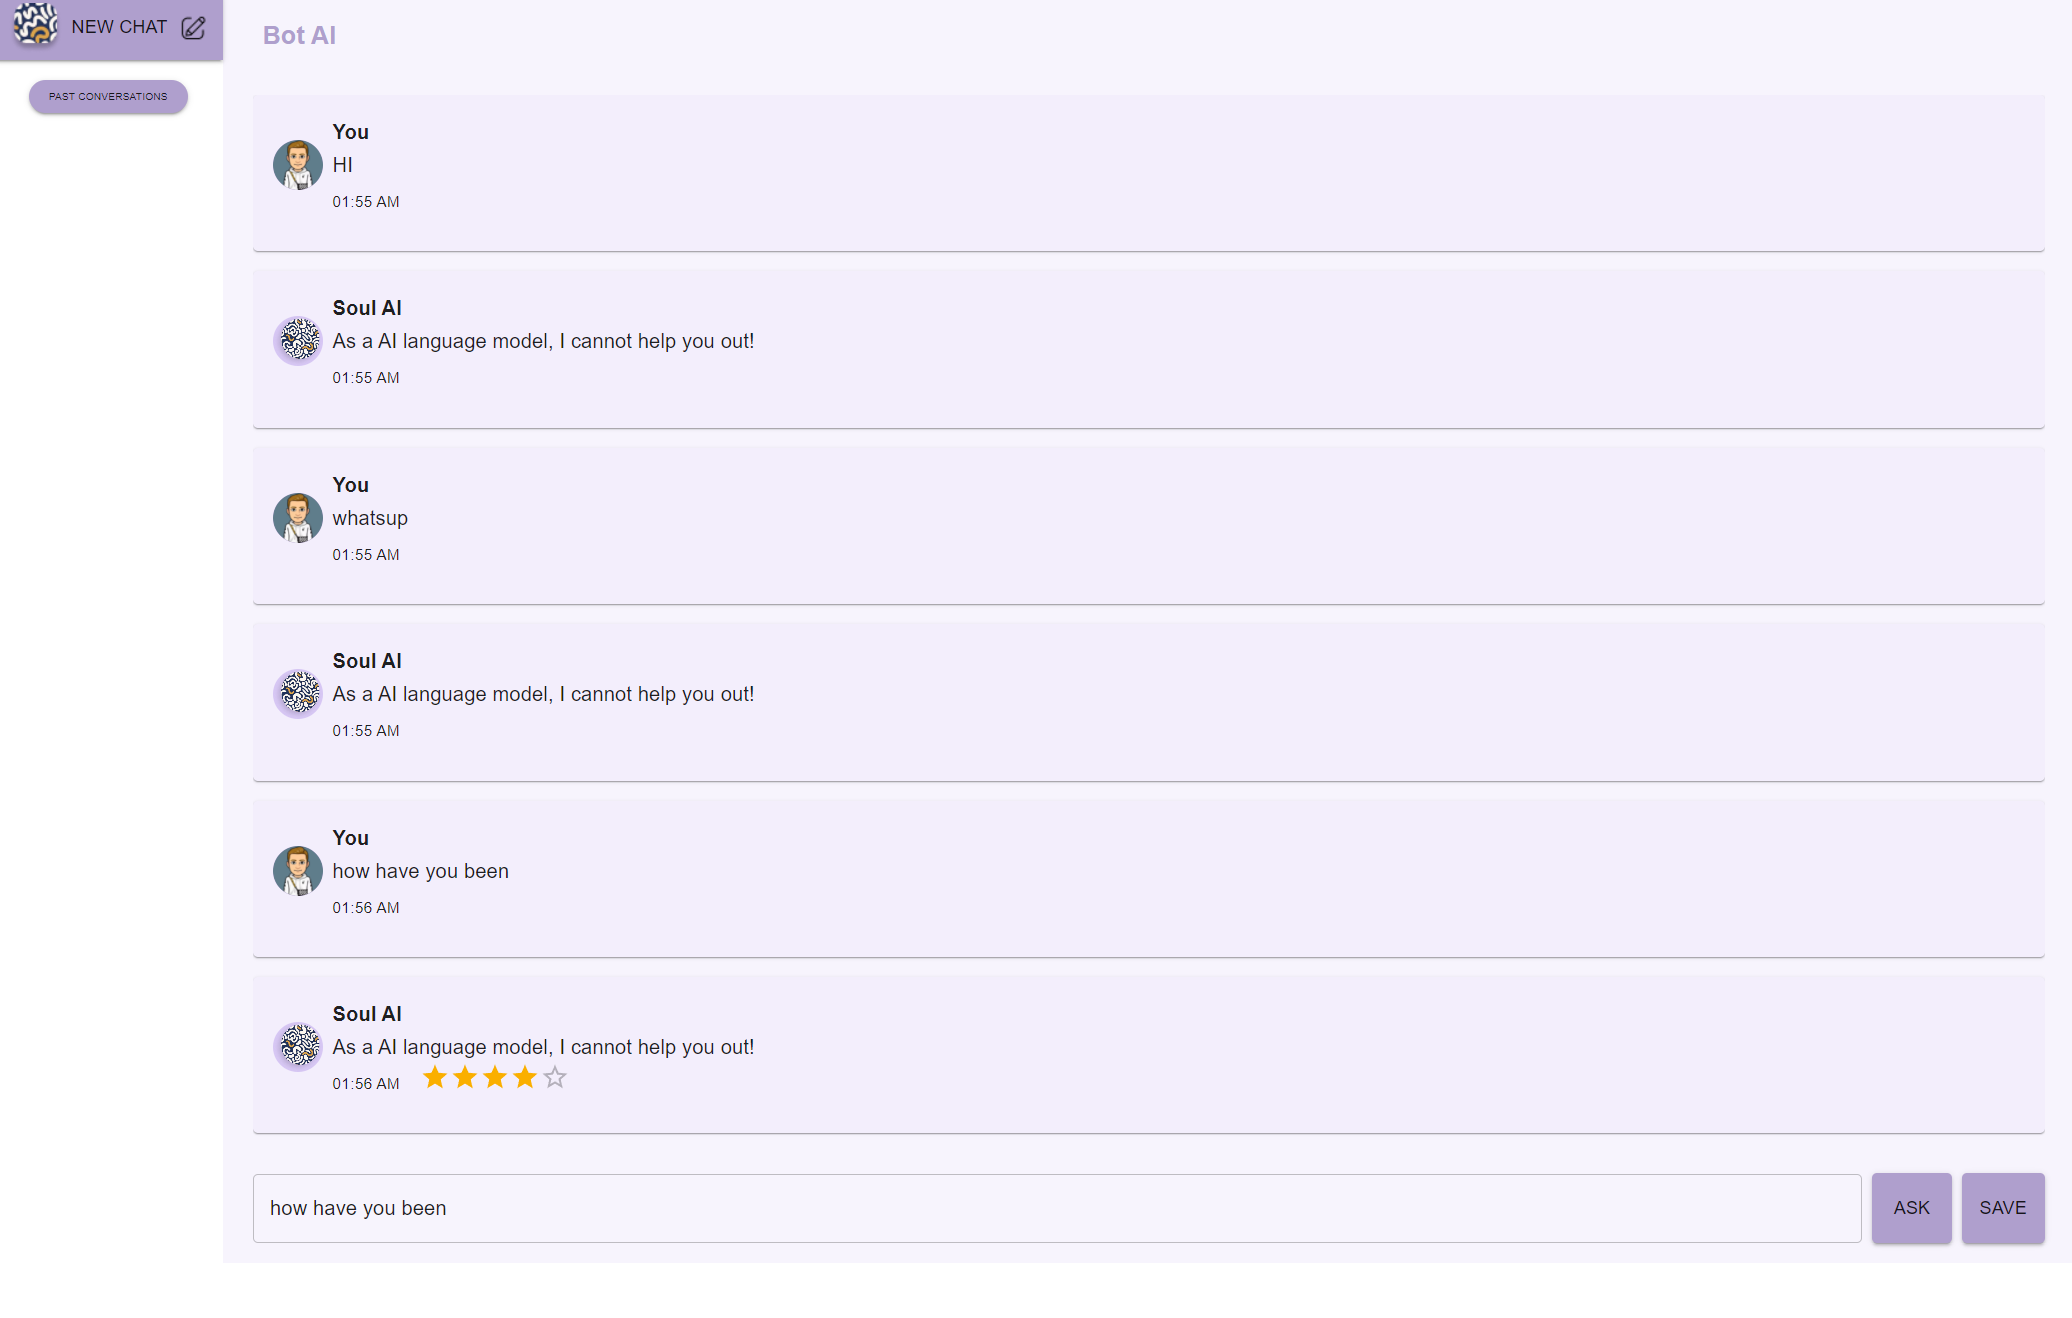 NEW CHAT
PAST CONVERSATIONS
Bot AI
You
HI
01:55 AM
Soul AI
As a AI language model, I cannot help you out!
01:55 AM
You
whatsup
01:55 AM
Soul AI
As a AI language model, I cannot help you out!
01:55 AM
You
how have you been
01:56 AM
Soul AI
As a AI language model, I cannot help you out!
01:56 AM
how have you been
ASK
SAVE